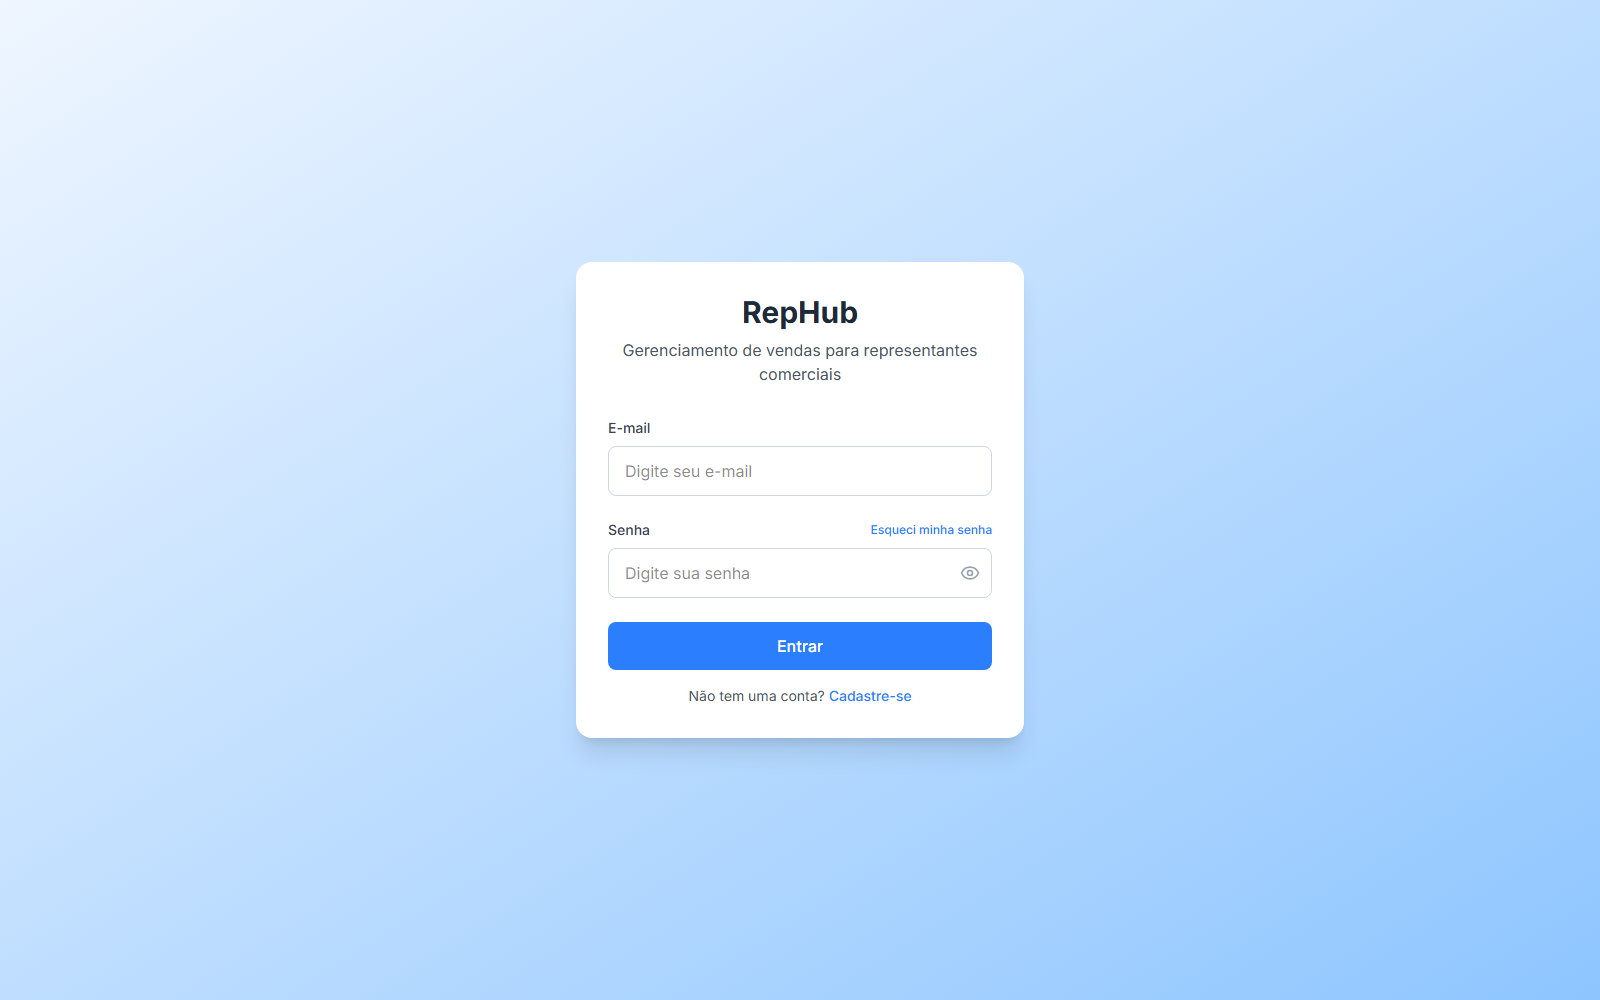 RepHub
Gerenciamento de vendas para representantes
comerciais
E-mail
Digite seu e-mail
Senha
Esqueci minha senha
Digite sua senha
Entrar
Não tem uma conta? Cadastre-se